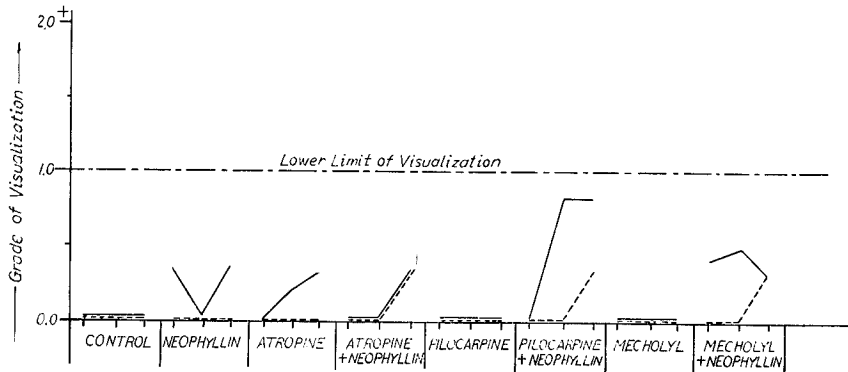 +
2.0
Grade of Visualization
1.0
Lower Limit of Visualization
0.0
CONTROL
NEOPHYLLIN
ATROPINE
ATROPINE
+NEOPHYLLIN
PILOCARPINE
PILOCARPINE
+NEOPHYLLIN
MECHOLYL
MECHOLYL
+NEOPHYLLIN